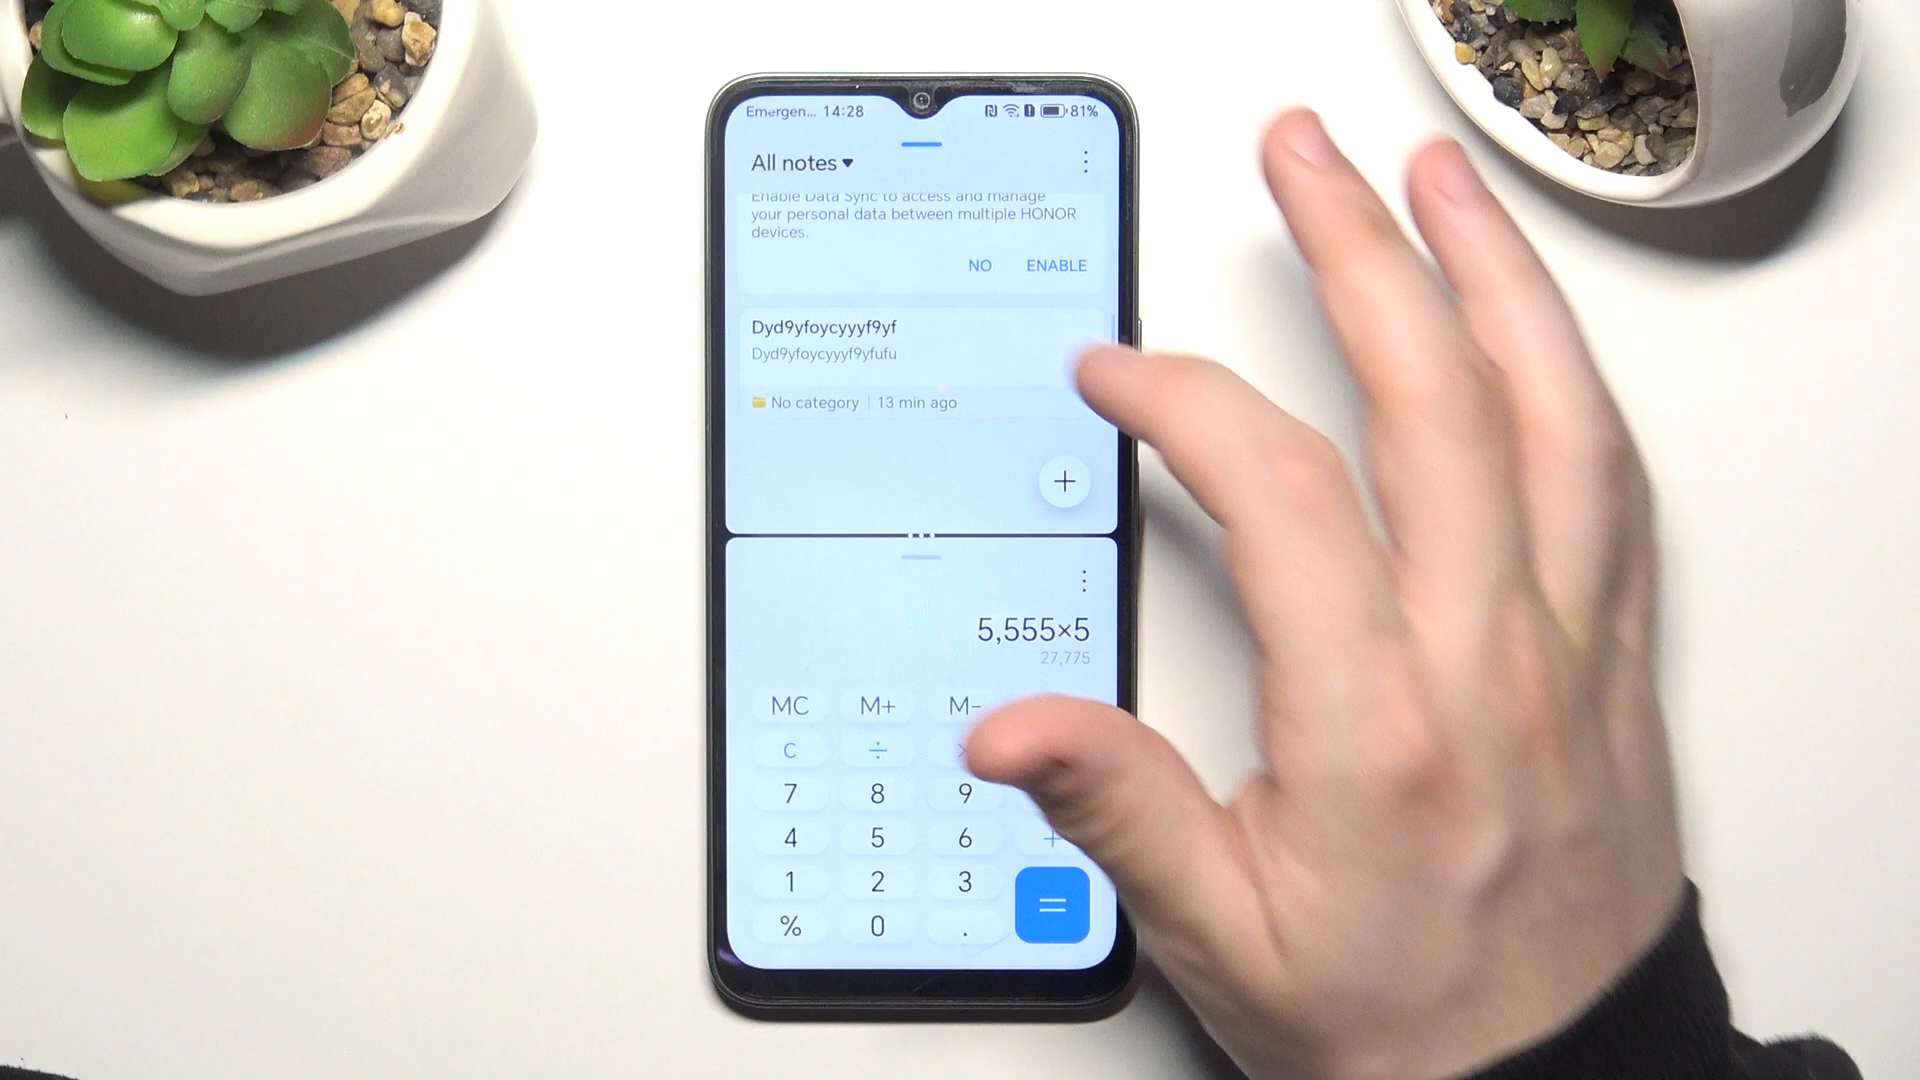 Emergen... 14:28 81%
All notes
Enable Data Sync to access and manage
your personal data between multiple HONOR
devices.
NO ENABLE
Dyd9yfoycyyyf9yf
Dyd9yfoycyyyf9yfufu
No category | 13 min ago
+
5,555×5
27,775
MC M+ M-
C ÷ ×
7 8 9
4 5 6 +
1 2 3
% 0 . =